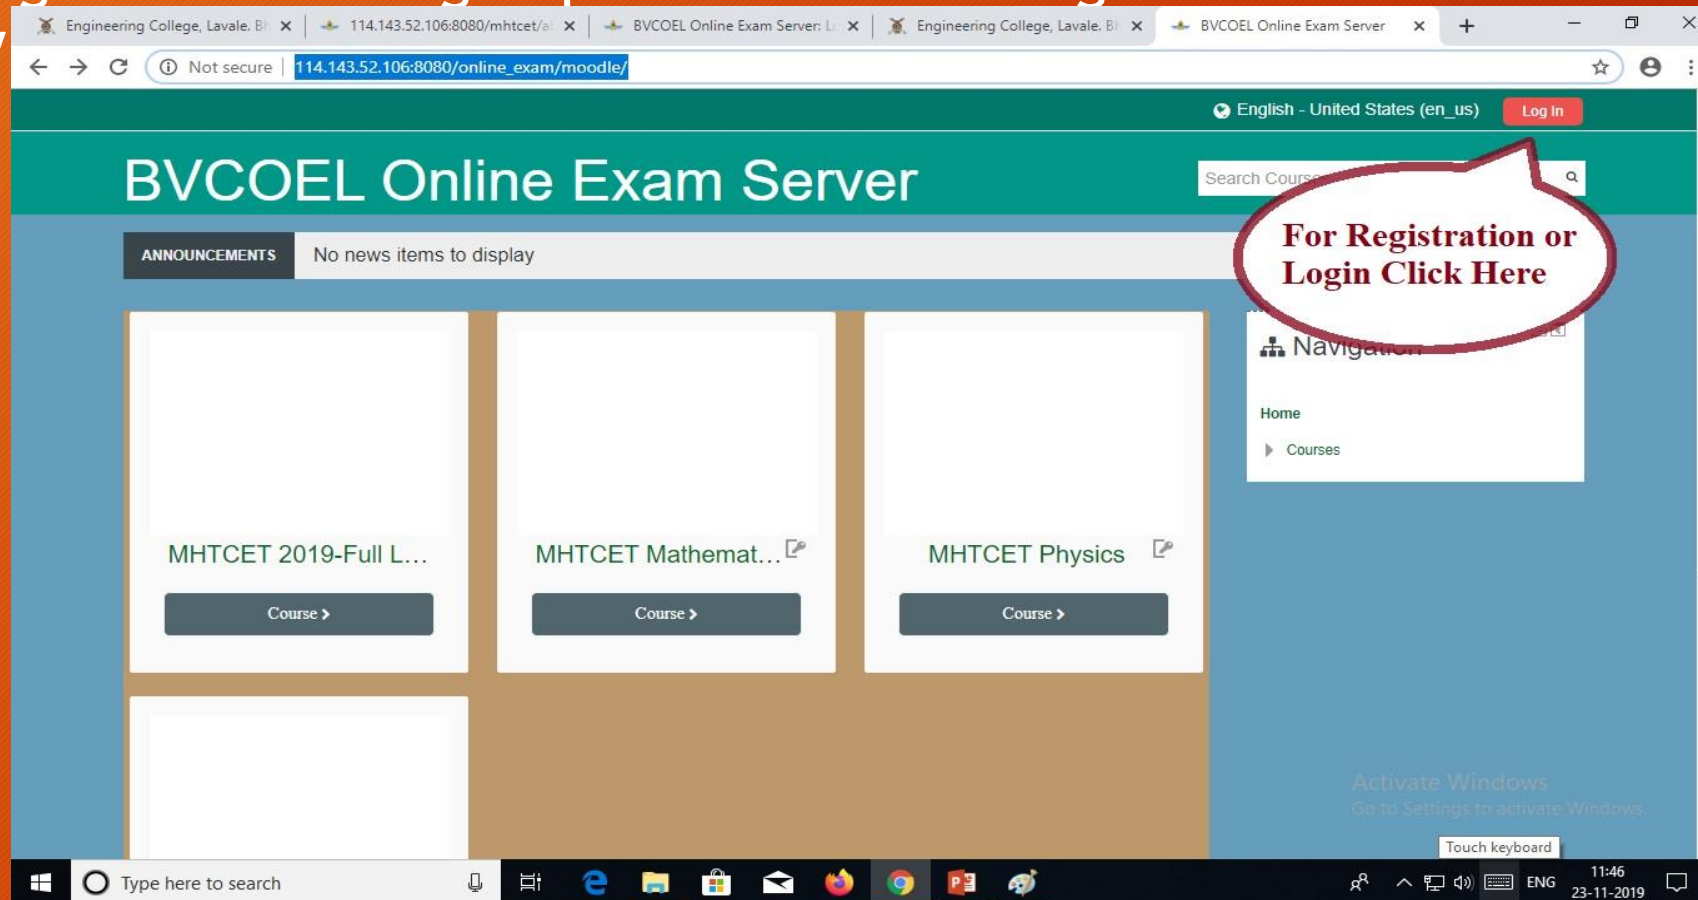 Engineering College, Lavale. Bh
114.143.52.106:8080/mhtcet/a
BVCOEL Online Exam Server: Lo
Engineering College, Lavale. Bh
BVCOEL Online Exam Server
Not secure | 114.143.52.106:8080/online_exam/moodle/
English - United States (en_us)
Log In
BVCOEL Online Exam Server
Search Course
For Registration or
Login Click Here
ANNOUNCEMENTS
No news items to display
Navigation
Home
Courses
MHTCET 2019-Full L...
MHTCET Mathemat...
MHTCET Physics
Course
Course
Course
Activate Windows
Go to Settings to activate Windows.
Touch keyboard
Type here to search
ENG
11:46
23-11-2019